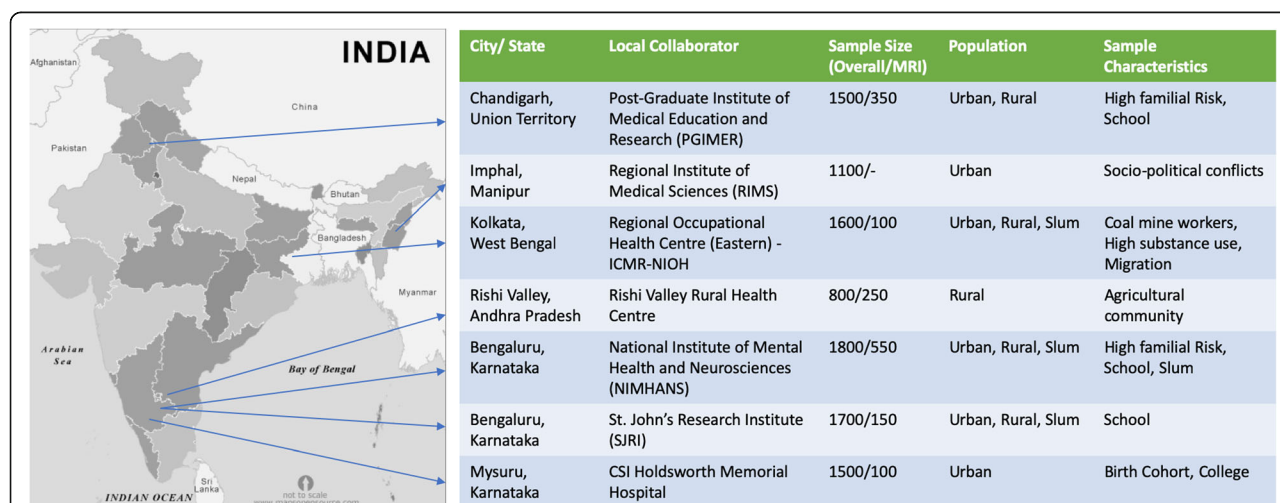 INDIA
Afghanistan
China
Pakistan
Nepal
Bhutan
Bangladesh
Myanmar
Arabian
Sea
Bay of Bengal
Sri
Lanka
not to scale
INDIAN OCEAN
City/ State Local Collaborator Sample Size Population Sample
(Overall/MRI) Characteristics
Chandigarh, Post-Graduate Institute of 1500/350 Urban, Rural High familial Risk,
Union Territory Medical Education and School
Research (PGIMER)
Imphal, Regional Institute of 1100/- Urban Socio-political conflicts
Manipur Medical Sciences (RIMS)
Kolkata, Regional Occupational 1600/100 Urban, Rural, Slum Coal mine workers,
West Bengal Health Centre (Eastern) - High substance use,
ICMR-NIOH Migration
Rishi Valley, Rishi Valley Rural Health 800/250 Rural Agricultural
Andhra Pradesh Centre community
Bengaluru, National Institute of Mental 1800/550 Urban, Rural, Slum High familial Risk,
Karnataka Health and Neurosciences School, Slum
(NIMHANS)
Bengaluru, St. John’s Research Institute 1700/150 Urban, Rural, Slum School
Karnataka (SJRI)
Mysuru, CSI Holdsworth Memorial 1500/100 Urban Birth Cohort, College
Karnataka Hospital